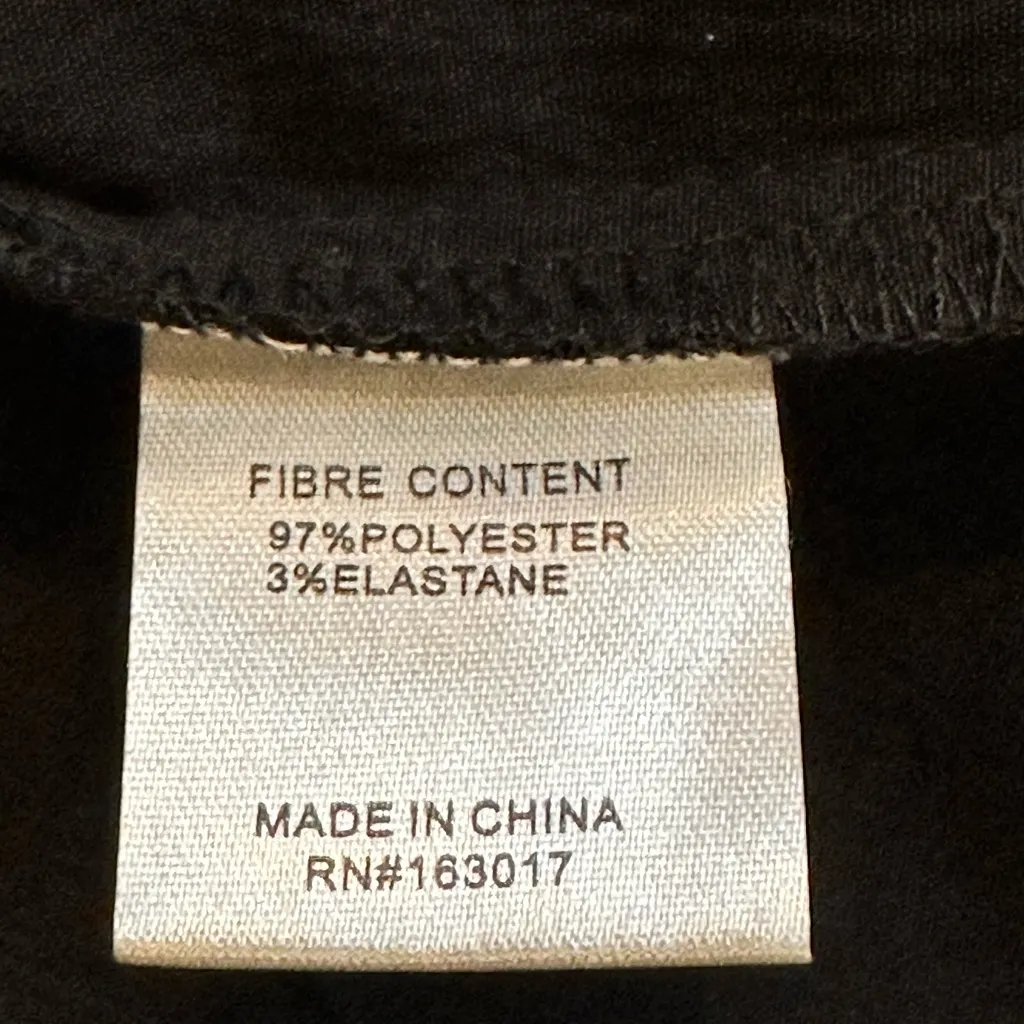 FIBRE CONTENT
97%POLYESTER
3%ELASTANE
MADE IN CHINA
RN#163017